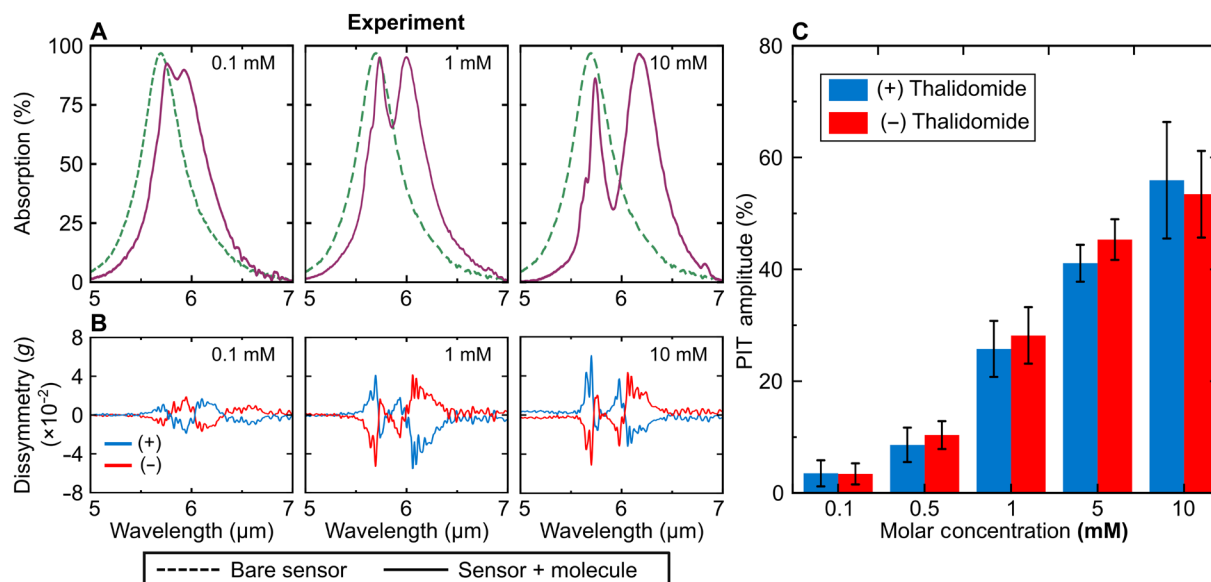 Experiment
A
0.1 mM
1 mM
10 mM
100
75
50
25
0
Absorption (%)
5
6
7
5
6
7
5
6
7
B
0.1 mM
1 mM
10 mM
8
4
0
−4
−8
Dissymmetry (g)
(×10⁻²)
(+)
(−)
5
6
7
5
6
7
5
6
7
Wavelength (μm)
Wavelength (μm)
Wavelength (μm)
Bare sensor
Sensor + molecule
C
80
60
40
20
0
PIT amplitude (%)
(+) Thalidomide
(−) Thalidomide
0.1
0.5
1
5
10
Molar concentration (mM)